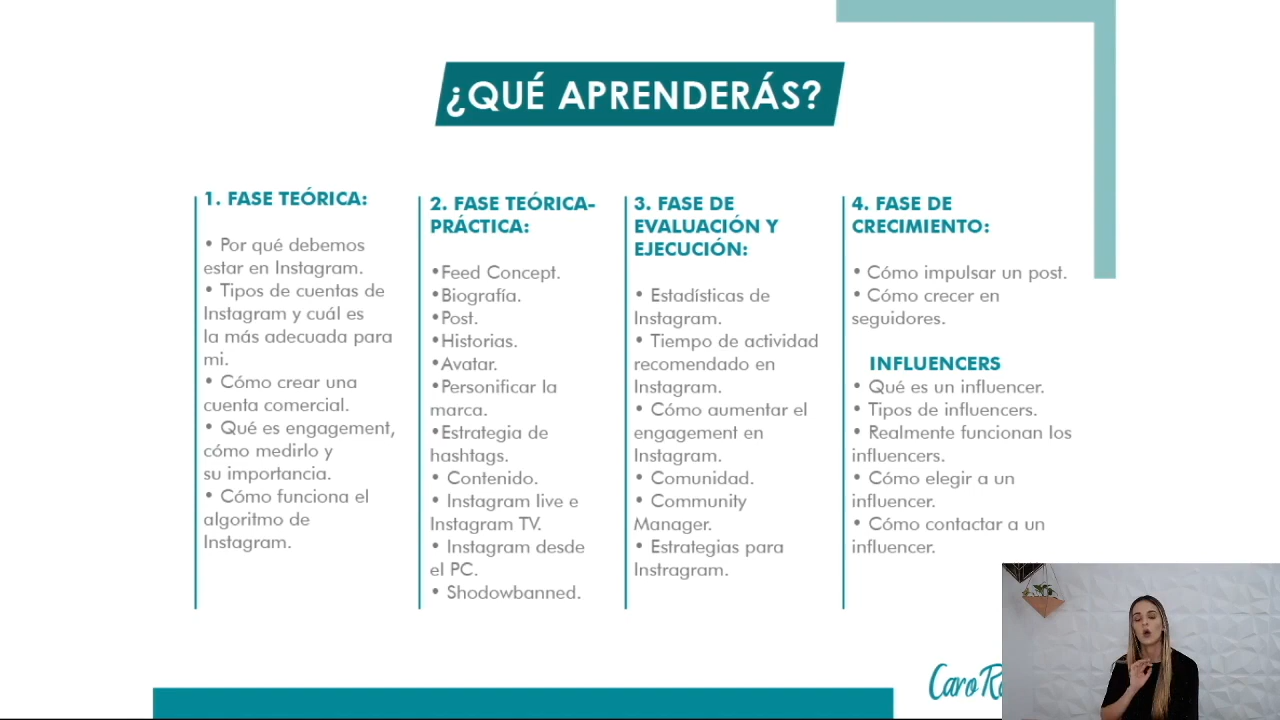 ¿QUÉ APRENDERÁS?
1. FASE TEÓRICA:
• Por qué debemos
estar en Instagram.
• Tipos de cuentas de
Instagram y cuál es
la más adecuada para
mi.
• Cómo crear una
cuenta comercial.
• Qué es engagement,
cómo medirlo y
su importancia.
• Cómo funciona el
algoritmo de
Instagram.
2. FASE TEÓRICA-
PRÁCTICA:
•Feed Concept.
•Biografía.
•Post.
•Historias.
•Avatar.
•Personificar la
marca.
•Estrategia de
hashtags.
• Contenido.
• Instagram live e
Instagram TV.
• Instagram desde
el PC.
• Shodowbanned.
3. FASE DE
EVALUACIÓN Y
EJECUCIÓN:
• Estadísticas de
Instagram.
• Tiempo de actividad
recomendado en
Instagram.
• Cómo aumentar el
engagement en
Instagram.
• Comunidad.
• Community
Manager.
• Estrategias para
Instragram.
4. FASE DE
CRECIMIENTO:
• Cómo impulsar un post.
• Cómo crecer en
seguidores.
INFLUENCERS
• Qué es un influencer.
• Tipos de influencers.
• Realmente funcionan los
influencers.
• Cómo elegir a un
influencer.
• Cómo contactar a un
influencer.
Caro